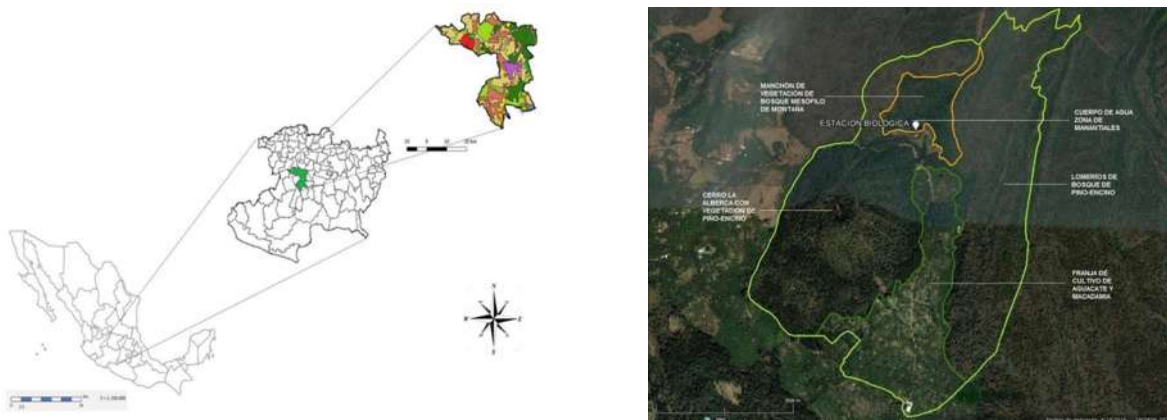 N
W
E
S
MANCHÓN DE
VEGETACIÓN DE
BOSQUE MESÓFILO
DE MONTAÑA
ESTACIÓN BIOLÓGICA
CUERPO DE AGUA
ZONA DE
MANANTIALES
CERRO LA
ALBERCA CON
VEGETACIÓN DE
PINO-ENCINO
LOMERÍOS DE
BOSQUE DE
PINO-ENCINO
FRANJA DE
CULTIVO DE
AGUACATE Y
MACADAMIA